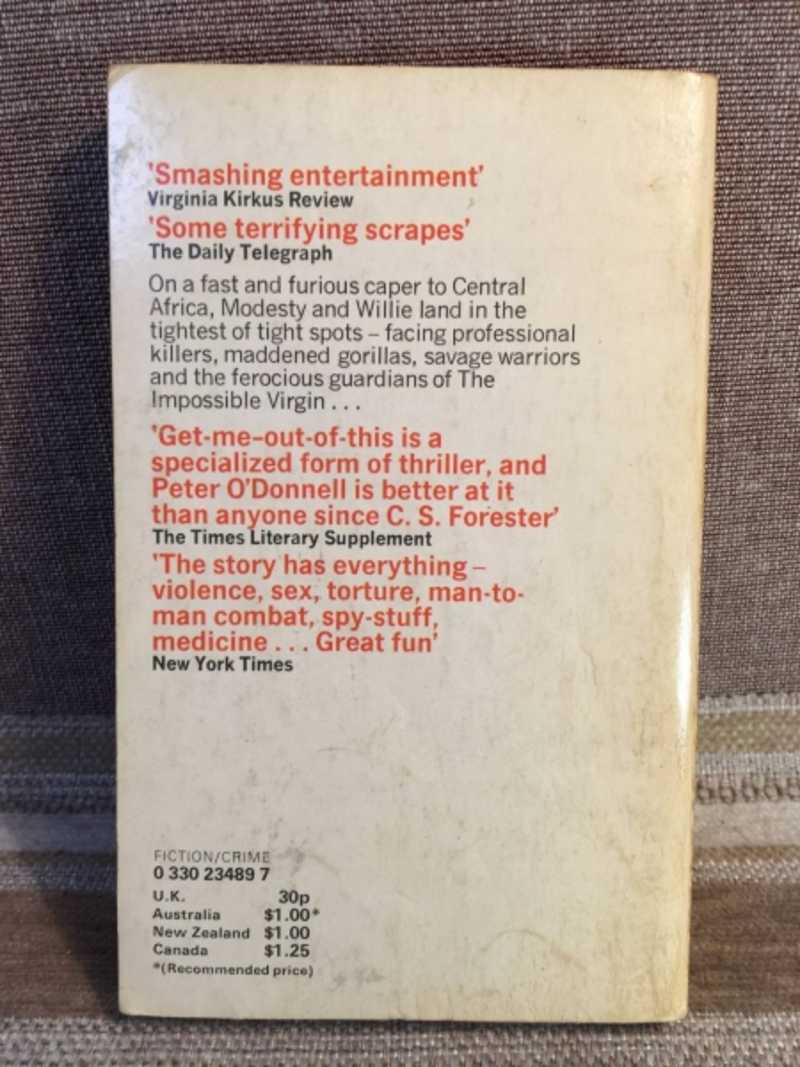 'Smashing entertainment'
Virginia Kirkus Review
'Some terrifying scrapes'
The Daily Telegraph
On a fast and furious caper to Central
Africa, Modesty and Willie land in the
tightest of tight spots – facing professional
killers, maddened gorillas, savage warriors
and the ferocious guardians of The
Impossible Virgin . . .
'Get-me-out-of-this is a
specialized form of thriller, and
Peter O'Donnell is better at it
than anyone since C. S. Forester'
The Times Literary Supplement
'The story has everything –
violence, sex, torture, man-to-
man combat, spy-stuff,
medicine . . . Great fun'
New York Times
FICTION/CRIME
0 330 23489 7
U.K. 30p
Australia $1.00*
New Zealand $1.00
Canada $1.25
*(Recommended price)